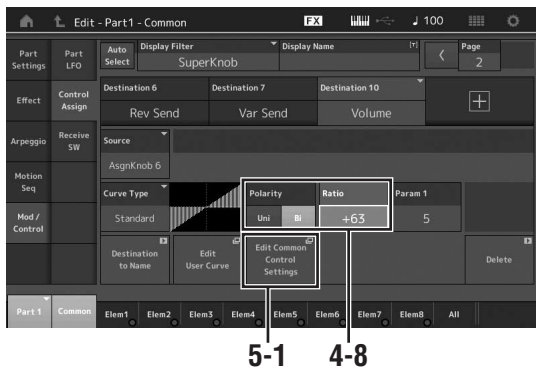 Edit - Part1 - Common
FX
100
Part Settings
Part LFO
Auto Select
Display Filter
SuperKnob
Display Name
[T]
Page
2
Effect
Control Assign
Destination 6
Rev Send
Destination 7
Var Send
Destination 10
Volume
Arpeggio
Receive SW
Source
AsgnKnob 6
Motion Seq
Curve Type
Standard
Polarity
Uni
Bi
Ratio
+63
Param 1
5
Mod / Control
Destination to Name
Edit User Curve
Edit Common Control Settings
Delete
Part 1
Common
Elem1
Elem2
Elem3
Elem4
Elem5
Elem6
Elem7
Elem8
All
5-1
4-8